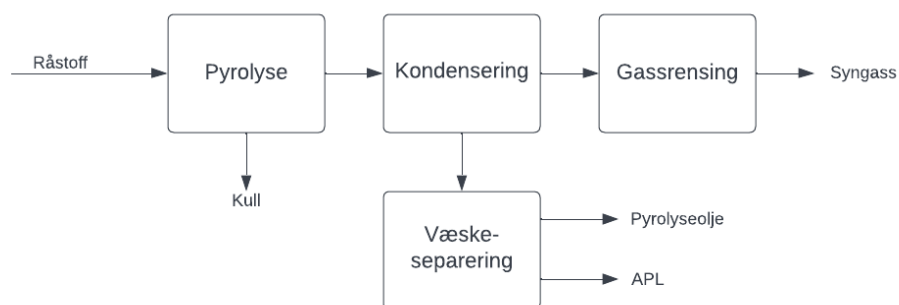 Råstoff
Pyrolyse
Kondensering
Gassrensing
Syngass
Kull
Væske-
separering
Pyrolyseolje
APL